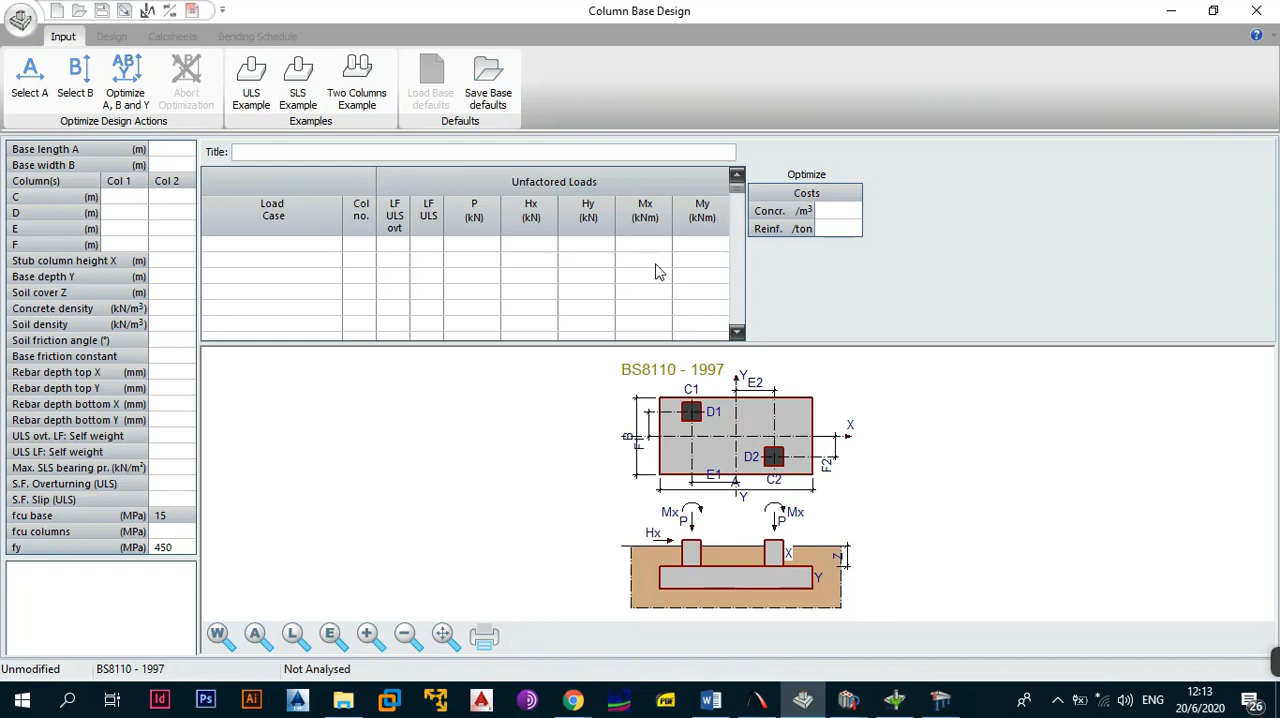 Column Base Design
Input Design Calcsheets Bending Schedule
Select A
Select B
Optimize
A, B and Y
Abort
Optimization
ULS
Example
SLS
Example
Two Columns
Example
Load Base
defaults
Save Base
defaults
Optimize Design Actions
Examples
Defaults
Base length A (m)
Base width B (m)
Column(s) Col 1 Col 2
C (m)
D (m)
E (m)
F (m)
Stub column height X (m)
Base depth Y (m)
Soil cover Z (m)
Concrete density (kN/m³)
Soil density (kN/m³)
Soil friction angle (°)
Base friction constant
Rebar depth top X (mm)
Rebar depth top Y (mm)
Rebar depth bottom X (mm)
Rebar depth bottom Y (mm)
ULS ovt. LF: Self weight
ULS LF: Self weight
Max. SLS bearing pr. (kN/m²)
S.F. Overturning (ULS)
S.F. Slip (ULS)
fcu base (MPa) 15
fcu columns (MPa)
fy (MPa) 450
Title:
Unfactored Loads
Load
Case
Col
no.
LF
ULS
ovt
LF
ULS
P
(kN)
Hx
(kN)
Hy
(kN)
Mx
(kNm)
My
(kNm)
Optimize
Costs
Concr. /m³
Reinf. /ton
BS8110 - 1997
Y
E2
C1
D1
X
B
F
D2
F2
E1
A
C2
Y
Mx
P
Mx
P
Hx
X
Z
Y
W A L E
Unmodified BS8110 - 1997 Not Analysed
Id Ps Ai
PDF
W
ENG
12:13
20/6/2020
26